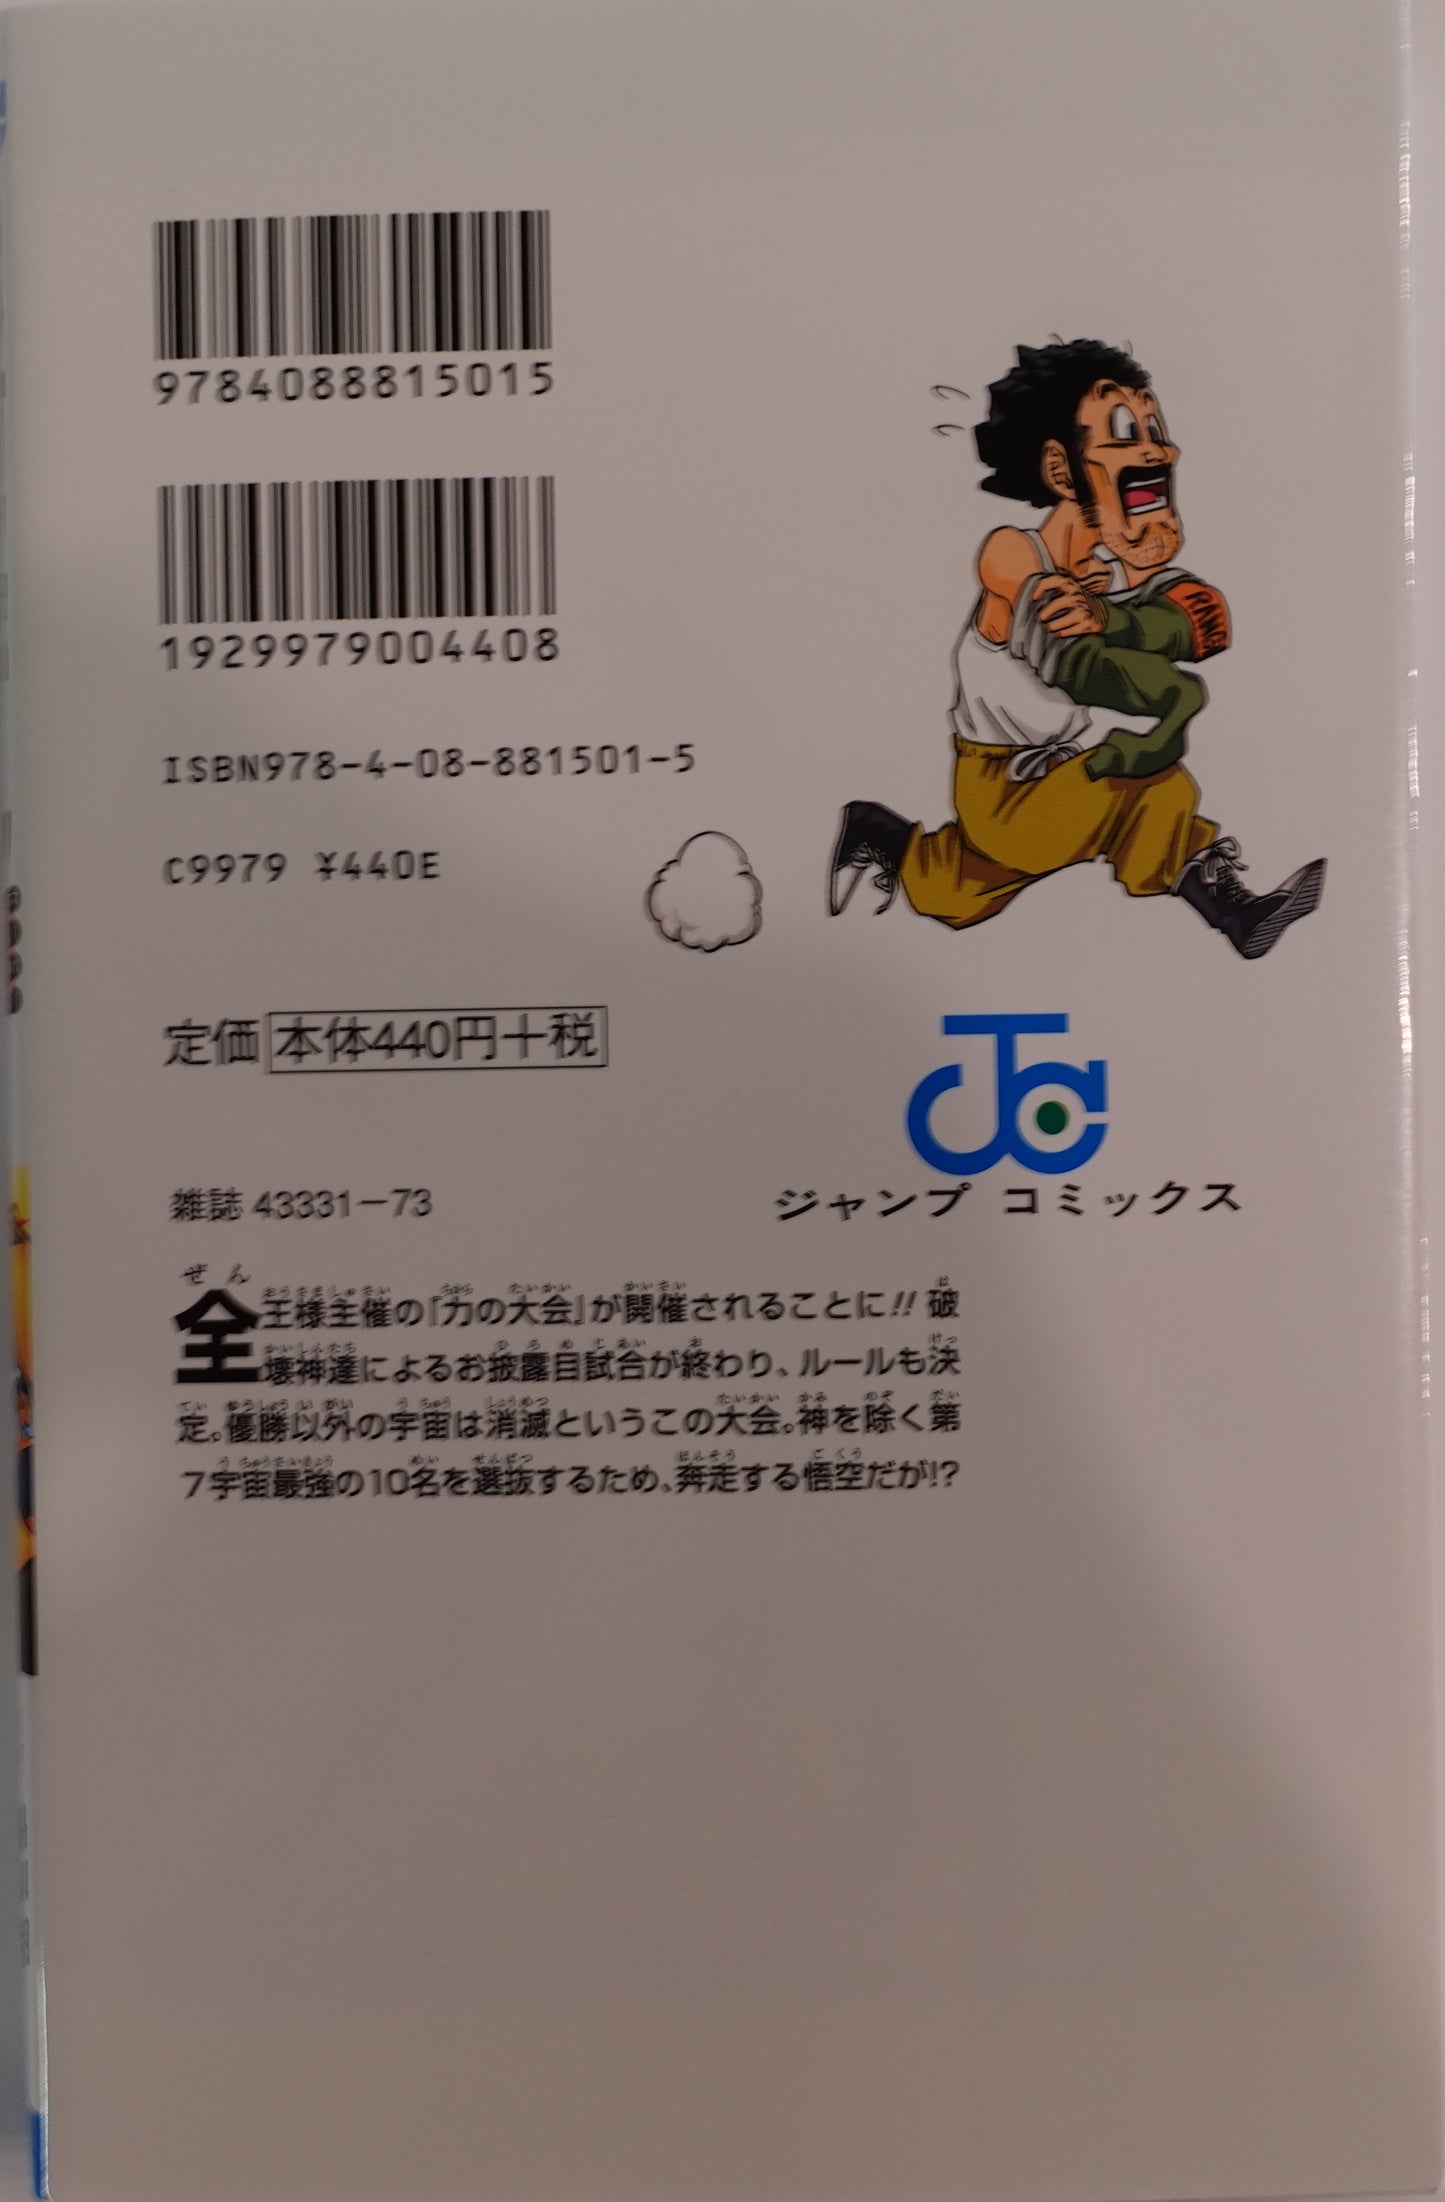 9784088815015
1929979004408
ISBN978-4-08-881501-5
C9979 ¥440E
定価 本体440円+税
雑誌 43331-73
RANGE
ジャンプ コミックス
全王様主催の『力の大会』が開催されることに!! 破
壊神達によるお披露目試合が終わり、ルールも決
定。優勝以外の宇宙は消滅というこの大会。神を除く第
7宇宙最強の10名を選抜するため、奔走する悟空だが!?